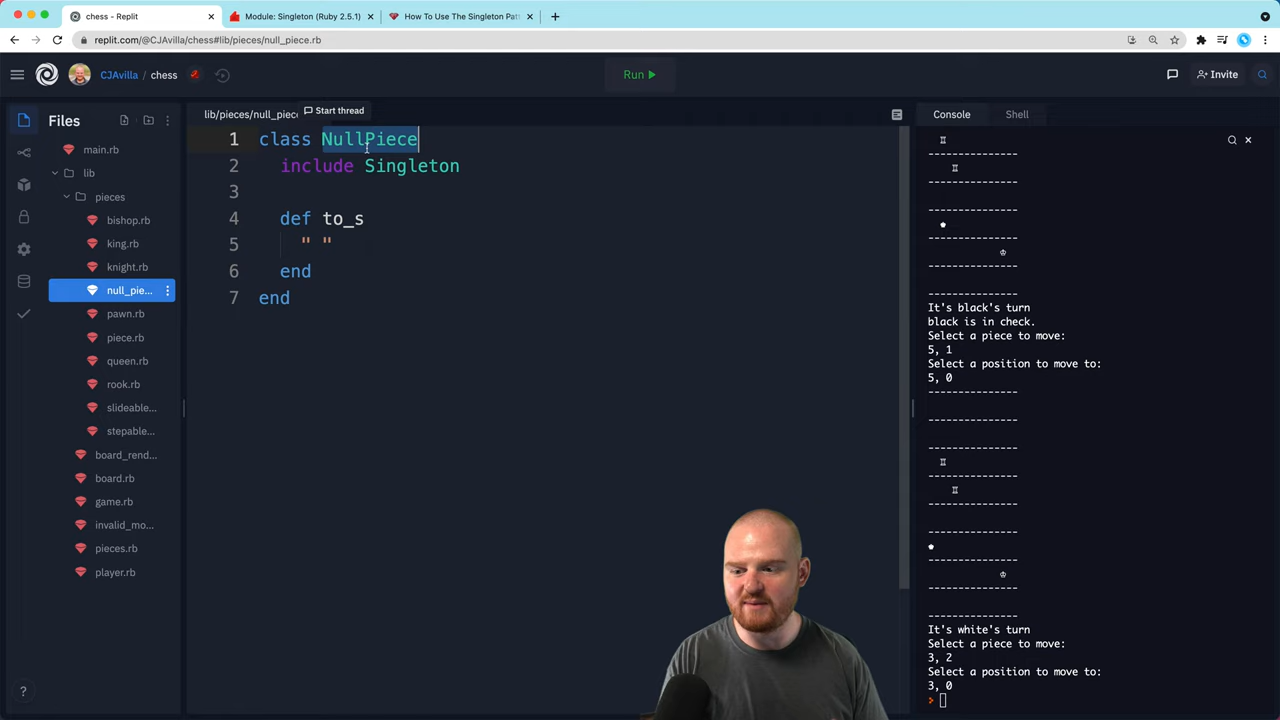 chess - Replit
Module: Singleton (Ruby 2.5.1)
How To Use The Singleton Pat
replit.com/@CJAvilla/chess#lib/pieces/null_piece.rb
CJAvilla / chess
Run
Invite
Files
main.rb
lib
pieces
bishop.rb
king.rb
knight.rb
null_pie...
pawn.rb
piece.rb
queen.rb
rook.rb
slideable...
stepable...
board_rend...
board.rb
game.rb
invalid_mo...
pieces.rb
player.rb
?
lib/pieces/null_piece
Start thread
1 class NullPiece
2 include Singleton
3
4 def to_s
5 " "
6 end
7 end
Console
Shell
♖
---------------
♖
---------------
---------------
---------------
♔
---------------
---------------
It's black's turn
black is in check.
Select a piece to move:
5, 1
Select a position to move to:
5, 0
---------------
---------------
♖
---------------
♖
---------------
---------------
---------------
♔
---------------
---------------
It's white's turn
Select a piece to move:
3, 2
Select a position to move to:
3, 0
>